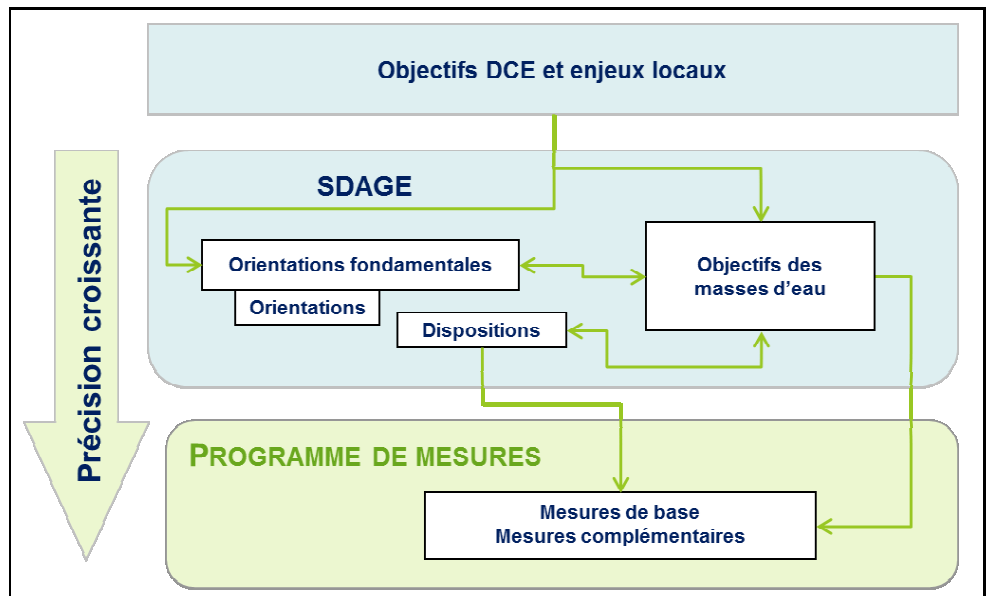 Objectifs DCE et enjeux locaux
Précision croissante
SDAGE
Orientations fondamentales
Orientations
Dispositions
Objectifs des
masses d’eau
PROGRAMME DE MESURES
Mesures de base
Mesures complémentaires